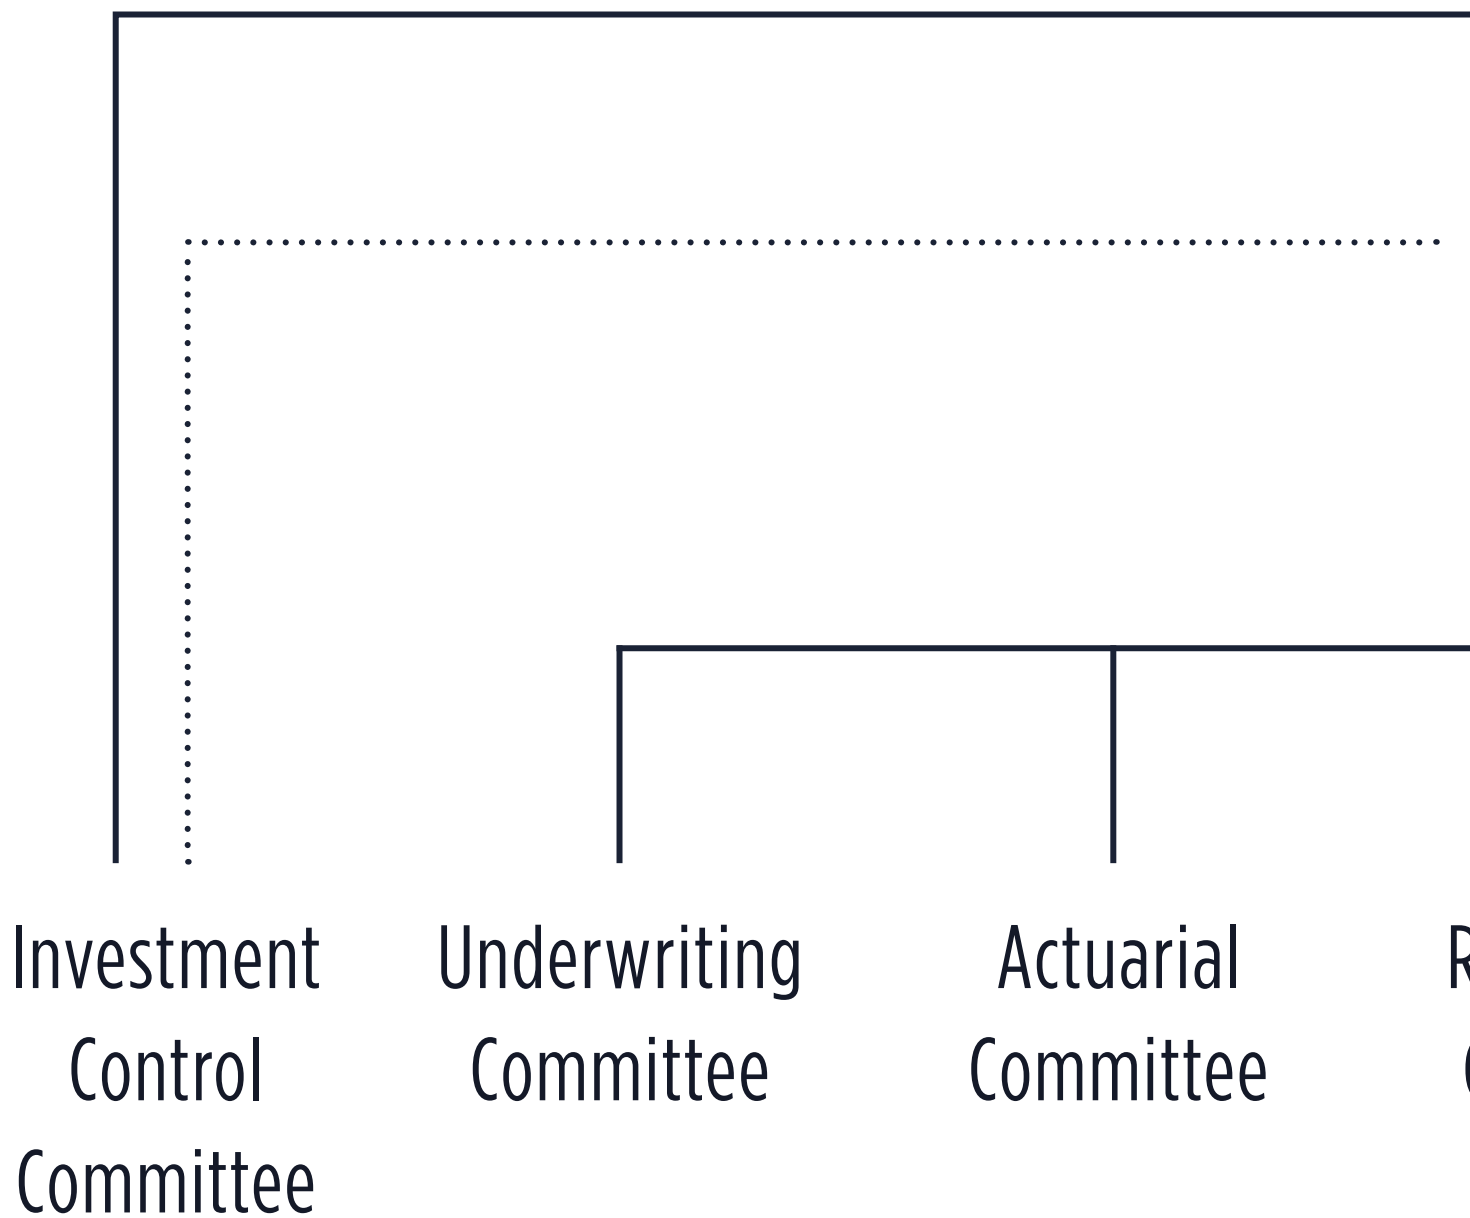 Investment
Control
Committee
Underwriting
Committee
Actuarial
Committee